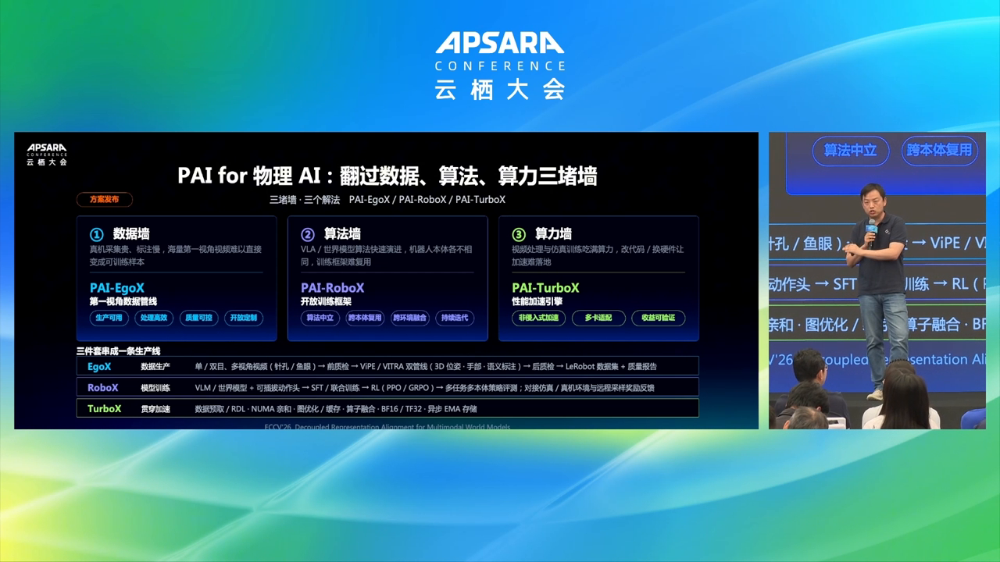 APSARA
CONFERENCE
云栖大会
APSARA
CONFERENCE
云栖大会
PAI for 物理 AI：翻过数据、算法、算力三堵墙
方案发布
三堵墙 · 三个解法 PAI-EgoX / PAI-RoboX / PAI-TurboX
① 数据墙
真机采集贵、标注慢，海量第一视角视频难以直接
变成可训练样本
PAI-EgoX
第一视角数据管线
生产可用 处理高效 质量可控 开放定制
② 算法墙
VLA / 世界模型算法快速演进，机器人本体各不相
同，训练框架难复用
PAI-RoboX
开放训练框架
算法中立 跨本体复用 跨环境融合 持续迭代
③ 算力墙
视频处理与仿真训练吃满算力，改代码 / 换硬件让
加速难落地
PAI-TurboX
性能加速引擎
非侵入式加速 多卡适配 收益可验证
三件套串成一条生产线
EgoX 数据生产 单 / 双目、多视角视频（针孔 / 鱼眼）→ 前质检 → ViPE / VITRA 双管线（3D 位姿 · 手部 · 语义标注）→ 后质检 → LeRobot 数据集 + 质量报告
RoboX 模型训练 VLM / 世界模型 + 可插拔动作头 → SFT / 联合训练 → RL（PPO / GRPO）→ 多任务多本体策略评测；对接仿真 / 真机环境与远程采样奖励反馈
TurboX 贯穿加速 数据预取 / RDL · NUMA 亲和 · 图优化 / 缓存 · 算子融合 · BF16 / TF32 · 异步 EMA 存储
ECCV'26 Decoupled Representation Alignment for Multimodal World Models
算法中立 跨本体复用
针孔 / 鱼眼） → ViPE / VI
动作头 → SFT 训练 → RL（
亲和 · 图优化 / 算子融合 · BF
V'26 coupled esentation Ali